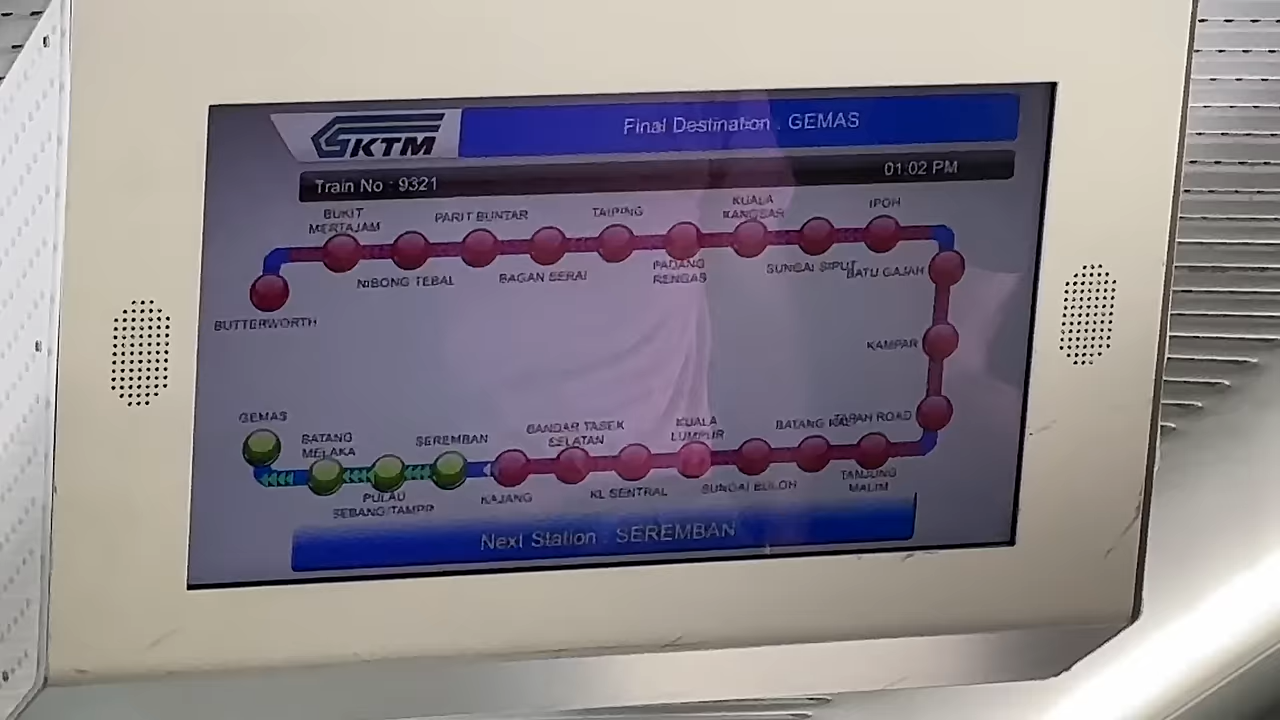 KTM
Final Destination : GEMAS
Train No : 9321
01:02 PM
BUKIT
MERTAJAM
PARIT BUNTAR
TAIPING
KUALA
KANGSAR
IPOH
NIBONG TEBAL
BAGAN SERAI
PADANG
RENGAS
SUNGAI SIPUT
BATU GAJAH
BUTTERWORTH
KAMPAR
GEMAS
BATANG
MELAKA
SEREMBAN
BANDAR TASEK
SELATAN
KUALA
LUMPUR
BATANG KALI
TAPAH ROAD
PULAU
SEBANG/TAMPIN
KAJANG
KL SENTRAL
SUNGAI BULOH
TANJUNG
MALIM
Next Station : SEREMBAN